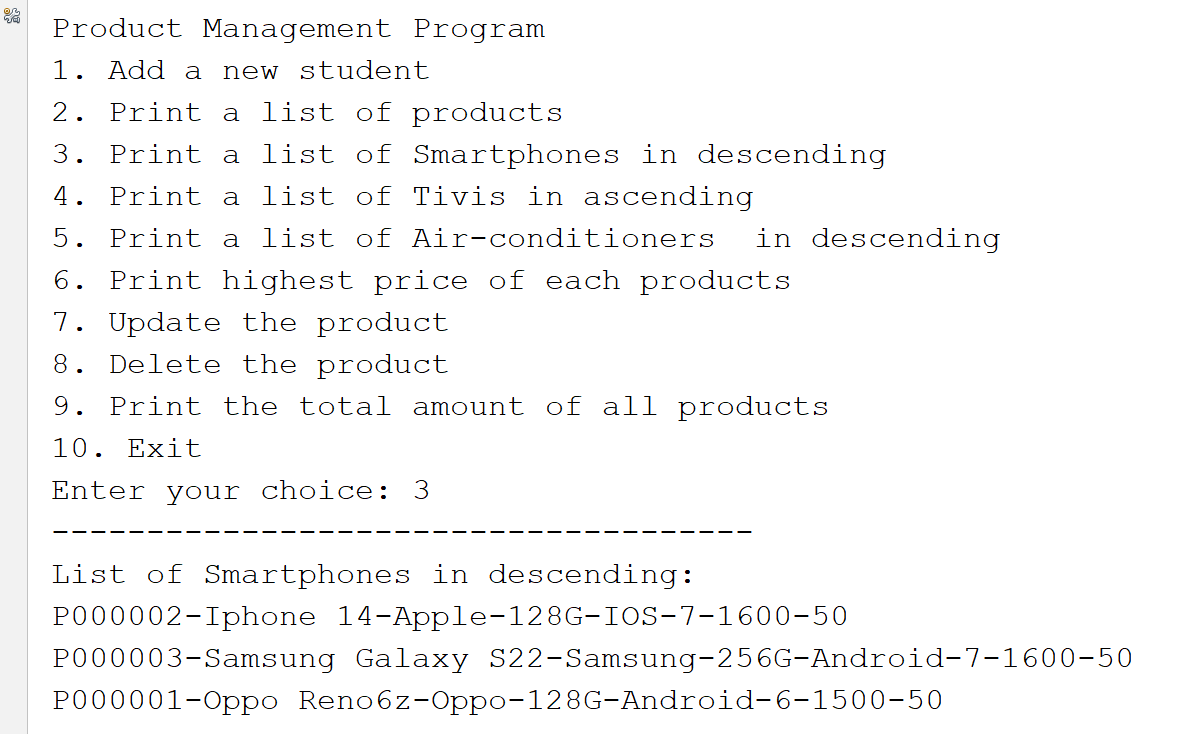 Product Management Program
1. Add a new student
2. Print a list of products
3. Print a list of Smartphones in descending
4. Print a list of Tivis in ascending
5. Print a list of Air-conditioners  in descending
6. Print highest price of each products
7. Update the product
8. Delete the product
9. Print the total amount of all products
10. Exit
Enter your choice: 3
-------------------------------------
List of Smartphones in descending:
P000002-Iphone 14-Apple-128G-IOS-7-1600-50
P000003-Samsung Galaxy S22-Samsung-256G-Android-7-1600-50
P000001-Oppo Reno6z-Oppo-128G-Android-6-1500-50